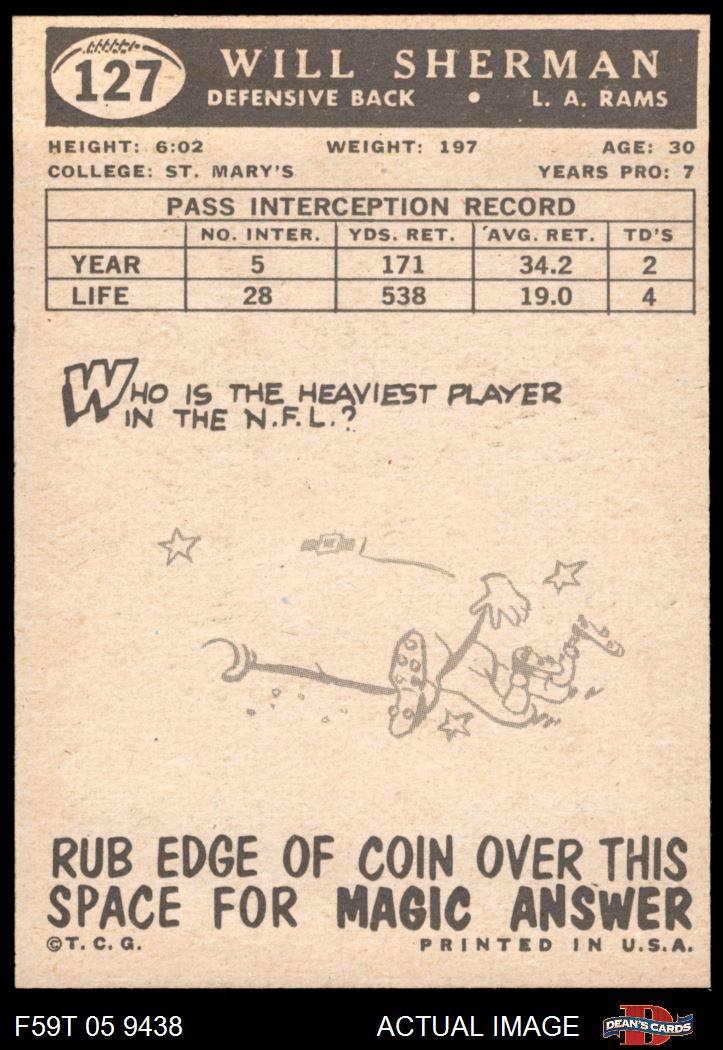 127
WILL SHERMAN
DEFENSIVE BACK • L. A. RAMS
HEIGHT: 6:02 WEIGHT: 197 AGE: 30
COLLEGE: ST. MARY'S YEARS PRO: 7
PASS INTERCEPTION RECORD
NO. INTER. YDS. RET. AVG. RET. TD'S
YEAR 5 171 34.2 2
LIFE 28 538 19.0 4
WHO IS THE HEAVIEST PLAYER
IN THE N.F.L.?
RUB EDGE OF COIN OVER THIS
SPACE FOR MAGIC ANSWER
©T. C. G. PRINTED IN U.S.A.
F59T 05 9438 ACTUAL IMAGE DEAN'S CARDS